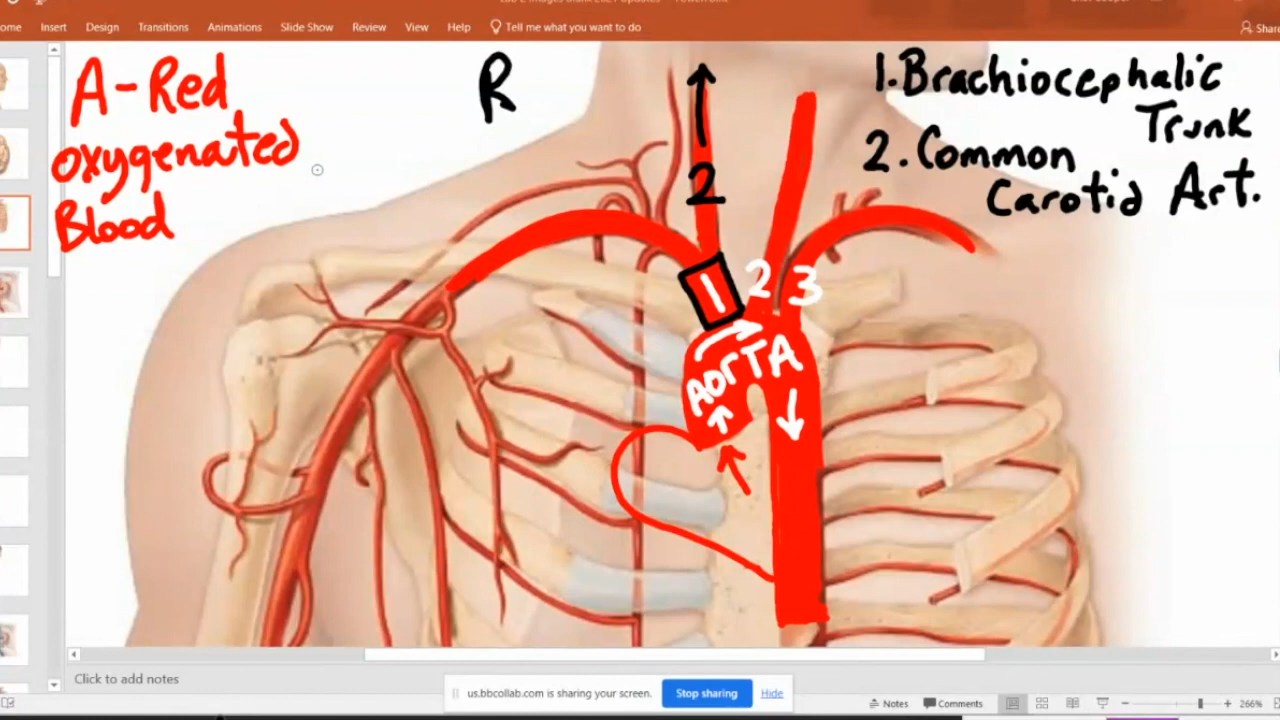 Insert Design Transitions Animations Slide Show Review View Help Tell me what you want to do
A-Red
oxygenated
Blood
R
1. Brachiocephalic
Trunk
2. Common
Carotid Art.
2
1
2
3
AorTA
Click to add notes
us.bbcollab.com is sharing your screen. Stop sharing Hide
Notes Comments 266%